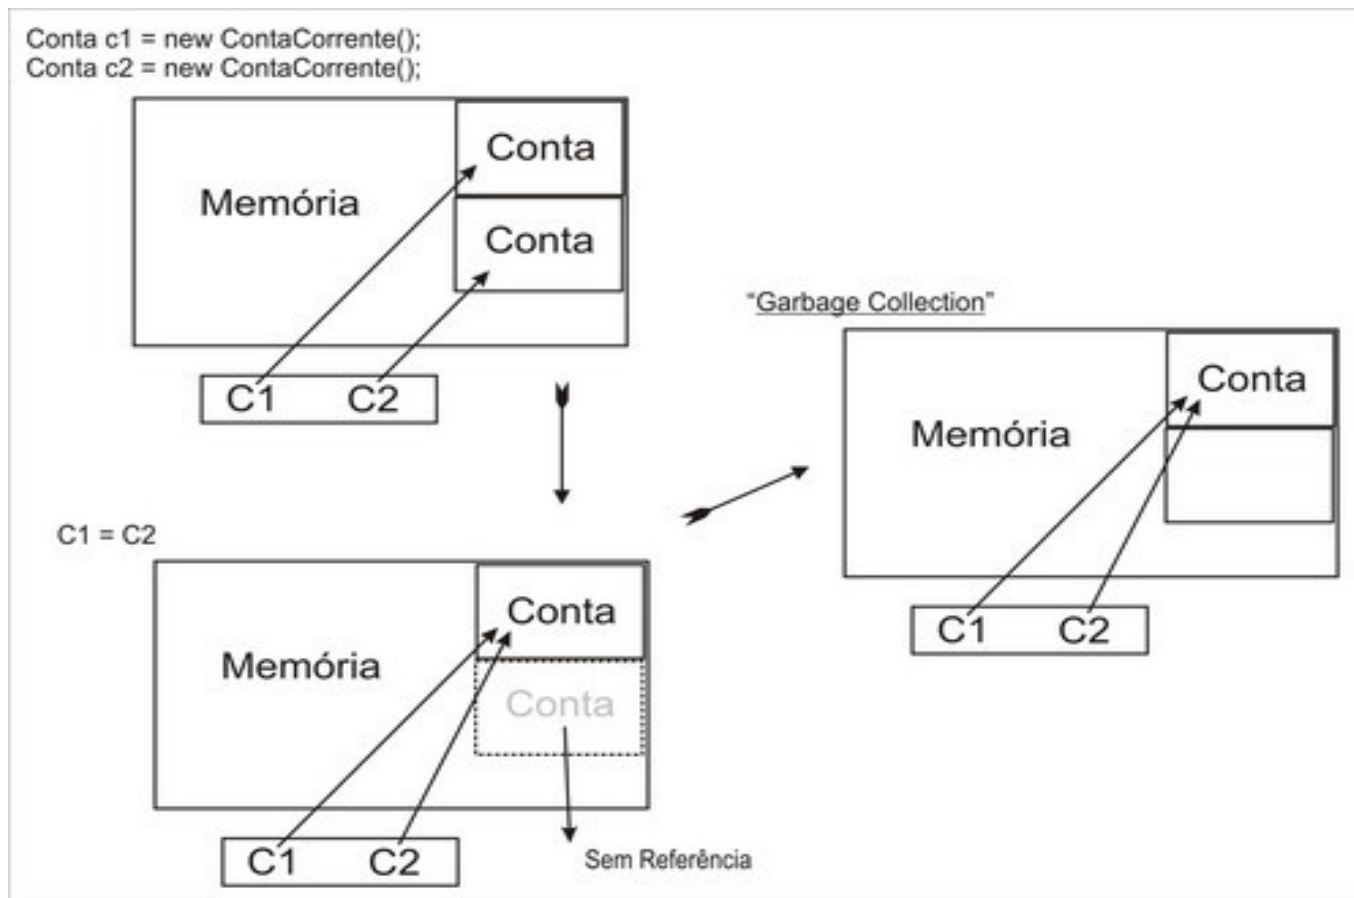 Conta c1 = new ContaCorrente();
Conta c2 = new ContaCorrente();
Conta
Memória
Conta
C1 C2
"Garbage Collection"
Conta
Memória
C1 C2
C1 = C2
Conta
Memória
Conta
C1 C2
Sem Referência